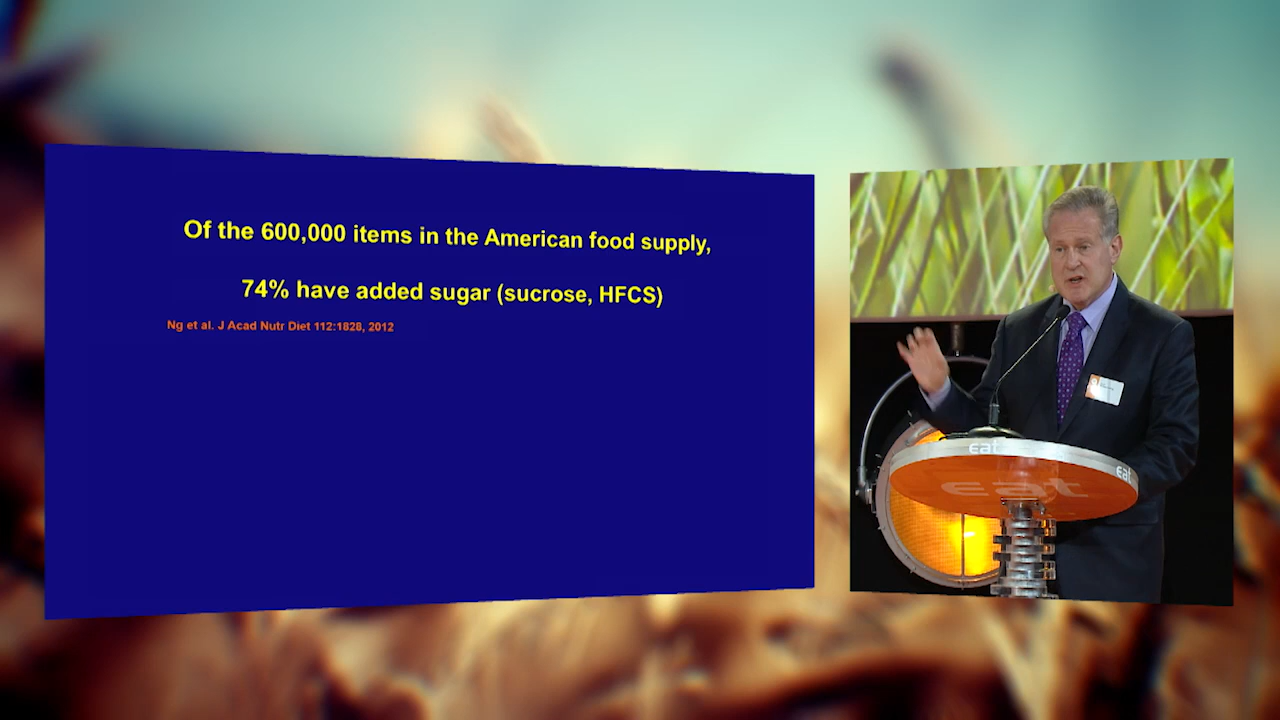 Of the 600,000 items in the American food supply,
74% have added sugar (sucrose, HFCS)
Ng et al. J Acad Nutr Diet 112:1828, 2012
eat
eat
eat